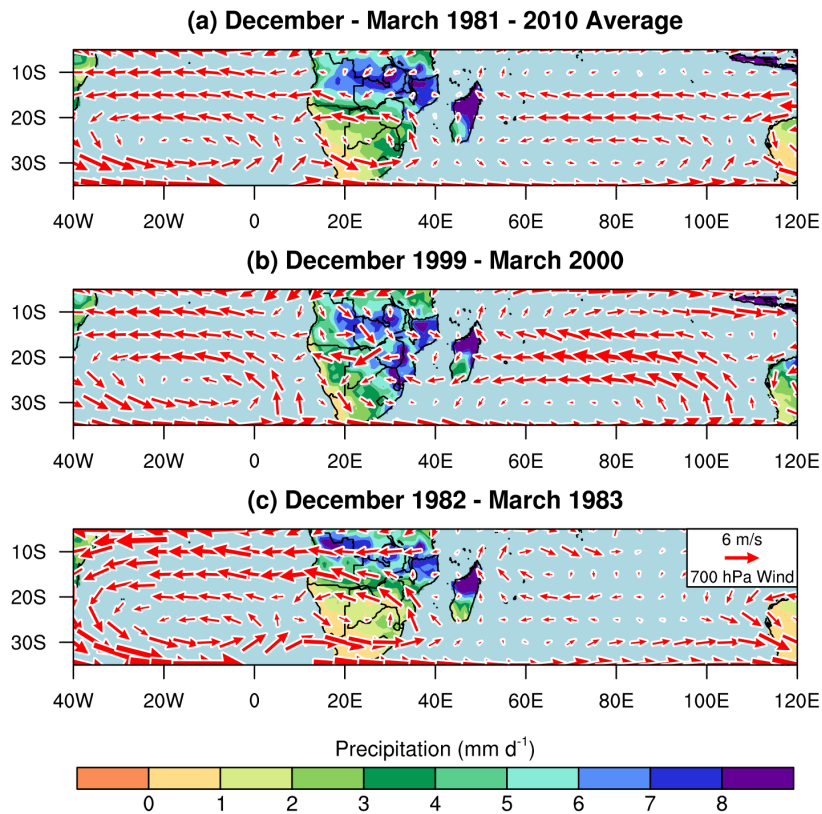 (a) December - March 1981 - 2010 Average
10S
20S
30S
40W 20W 0 20E 40E 60E 80E 100E 120E
(b) December 1999 - March 2000
10S
20S
30S
40W 20W 0 20E 40E 60E 80E 100E 120E
(c) December 1982 - March 1983
6 m/s
700 hPa Wind
10S
20S
30S
40W 20W 0 20E 40E 60E 80E 100E 120E
Precipitation (mm d⁻¹)
0 1 2 3 4 5 6 7 8